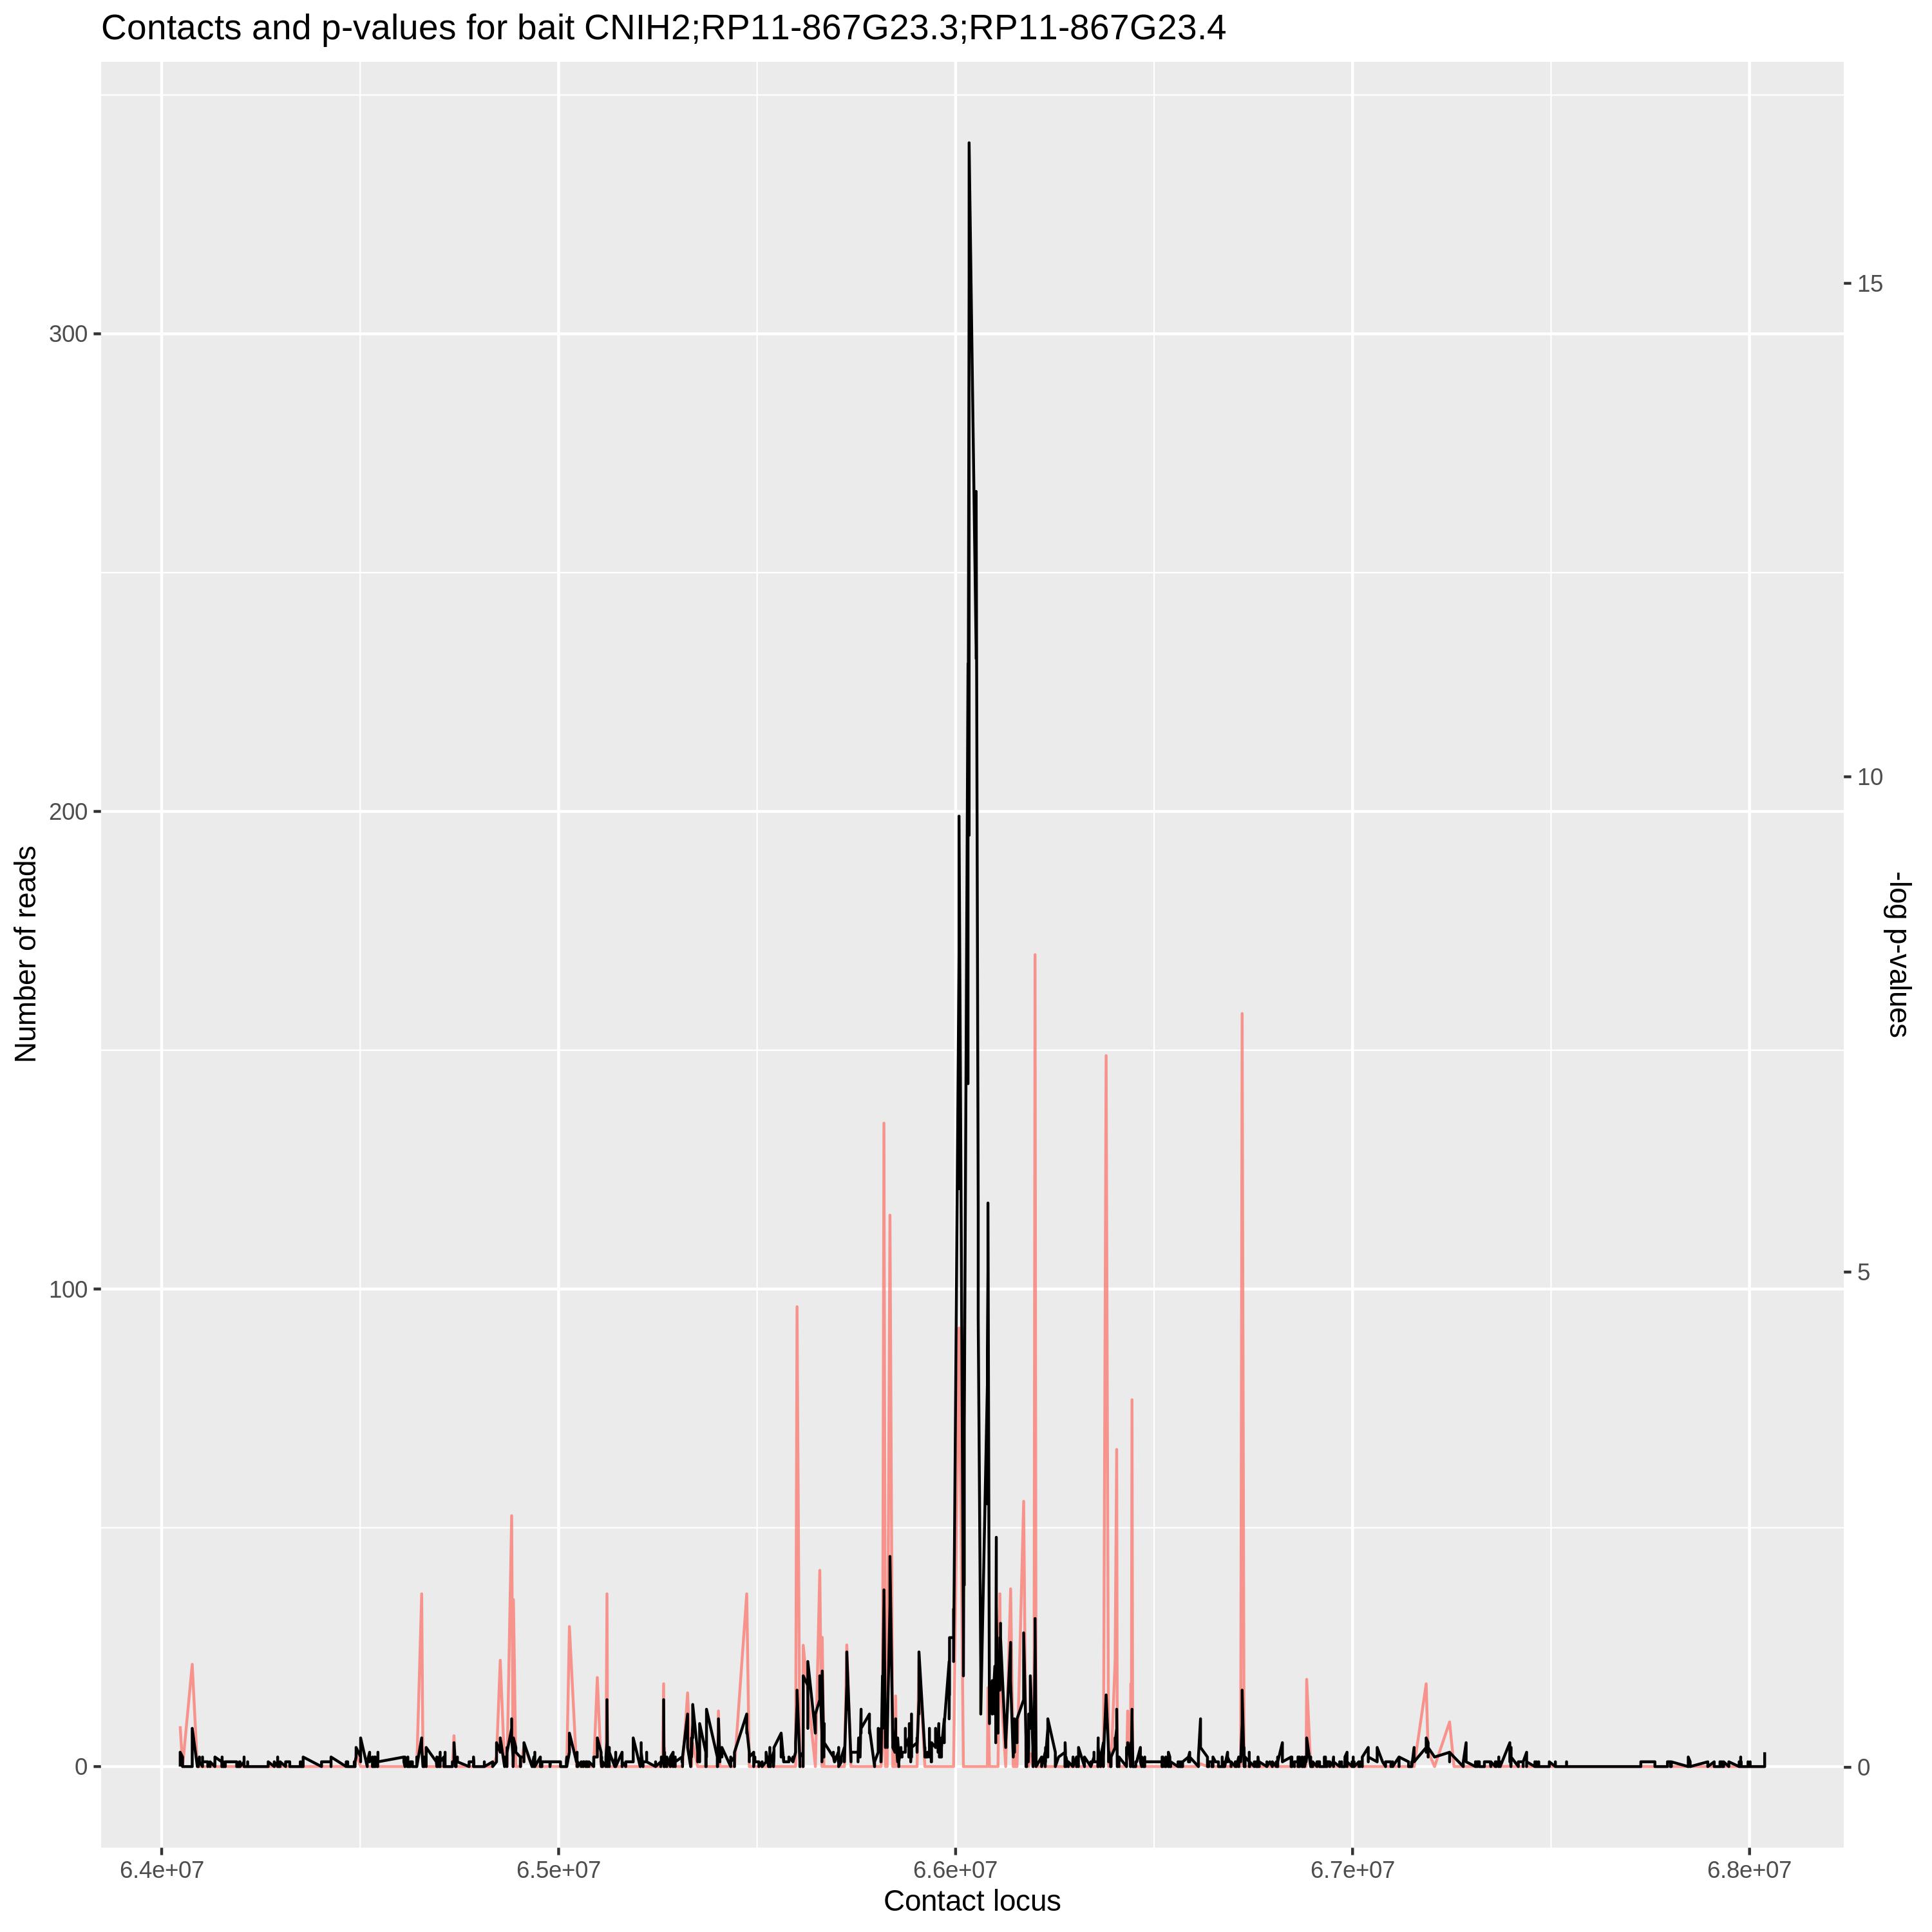 Contacts and p-values for bait CNIH2;RP11-867G23.3;RP11-867G23.4
Number of reads
300
200
100
0
15
10
5
0
-log p-values
6.4e+07
6.5e+07
6.6e+07
6.7e+07
6.8e+07
Contact locus